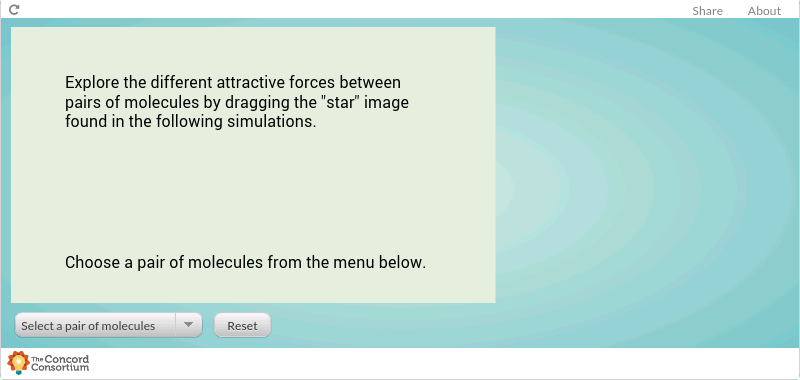 Share About
Explore the different attractive forces between
pairs of molecules by dragging the "star" image
found in the following simulations.
Choose a pair of molecules from the menu below.
Select a pair of molecules Reset
The Concord
Consortium